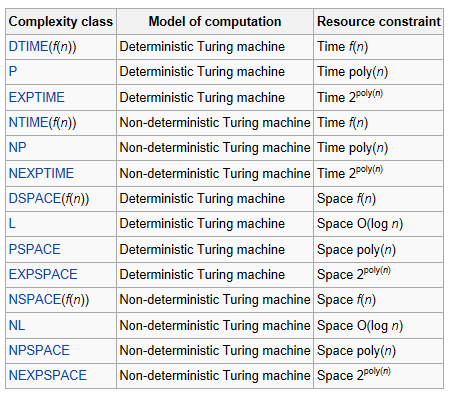 Complexity class Model of computation Resource constraint
DTIME(f(n)) Deterministic Turing machine Time f(n)
P Deterministic Turing machine Time poly(n)
EXPTIME Deterministic Turing machine Time 2^poly(n)
NTIME(f(n)) Non-deterministic Turing machine Time f(n)
NP Non-deterministic Turing machine Time poly(n)
NEXPTIME Non-deterministic Turing machine Time 2^poly(n)
DSPACE(f(n)) Deterministic Turing machine Space f(n)
L Deterministic Turing machine Space O(log n)
PSPACE Deterministic Turing machine Space poly(n)
EXPSPACE Deterministic Turing machine Space 2^poly(n)
NSPACE(f(n)) Non-deterministic Turing machine Space f(n)
NL Non-deterministic Turing machine Space O(log n)
NPSPACE Non-deterministic Turing machine Space poly(n)
NEXPSPACE Non-deterministic Turing machine Space 2^poly(n)